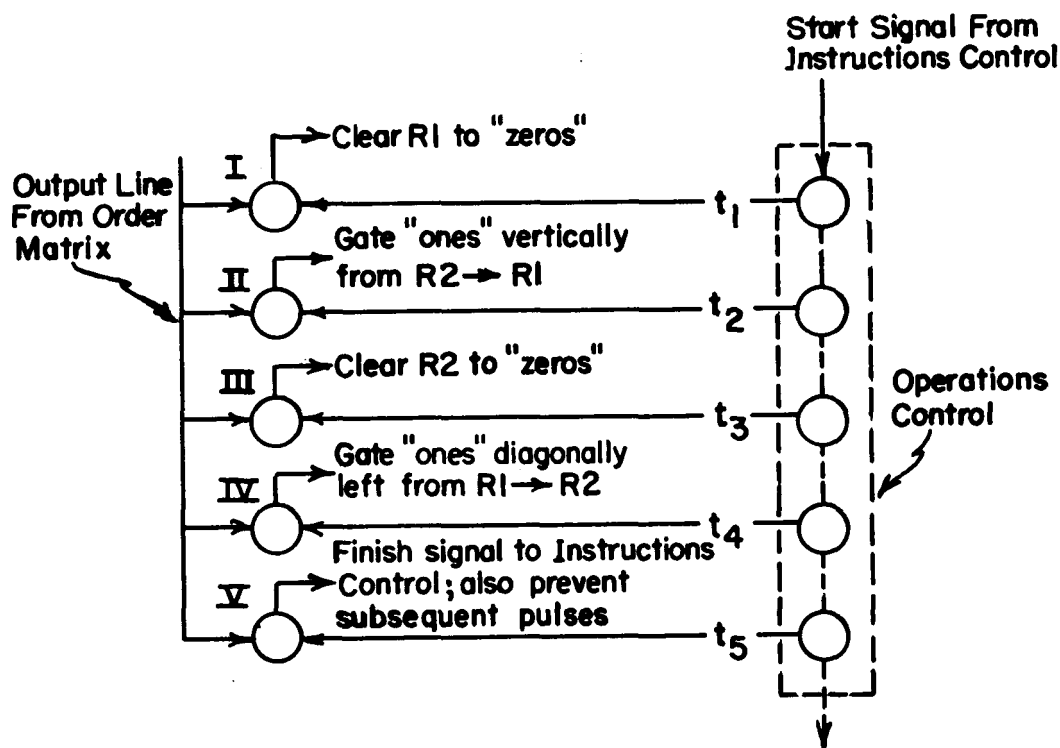 Start Signal From
Instructions Control
Clear R1 to "zeros"
I
Output Line
From Order
Matrix
t1
Gate "ones" vertically
from R2 → R1
II
t2
Clear R2 to "zeros"
III
t3
Operations
Control
Gate "ones" diagonally
left from R1 → R2
IV
t4
Finish signal to Instructions
Control; also prevent
subsequent pulses
V
t5